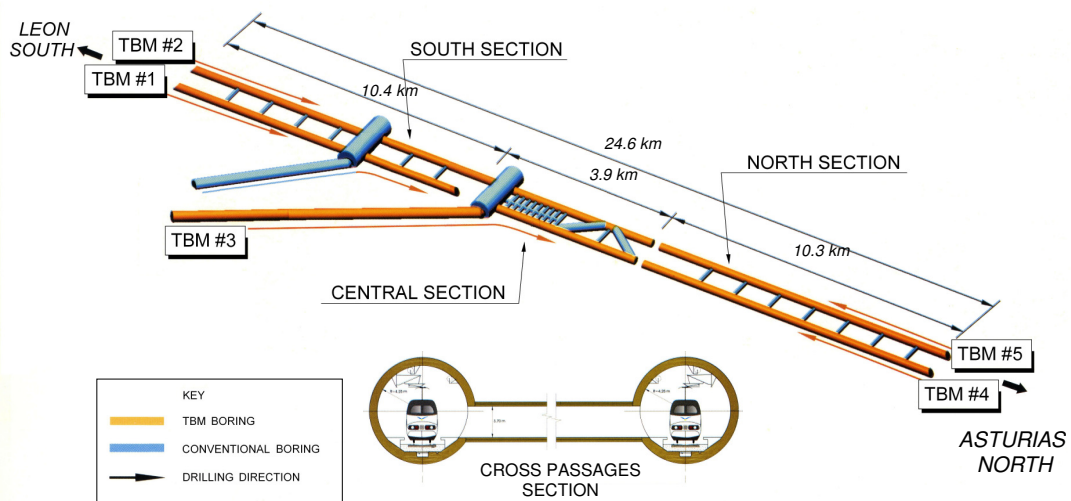 LEON
SOUTH
TBM #2
TBM #1
SOUTH SECTION
10.4 km
24.6 km
3.9 km
NORTH SECTION
10.3 km
TBM #3
CENTRAL SECTION
TBM #5
TBM #4
ASTURIAS
NORTH
KEY
TBM BORING
CONVENTIONAL BORING
DRILLING DIRECTION
CROSS PASSAGES
SECTION